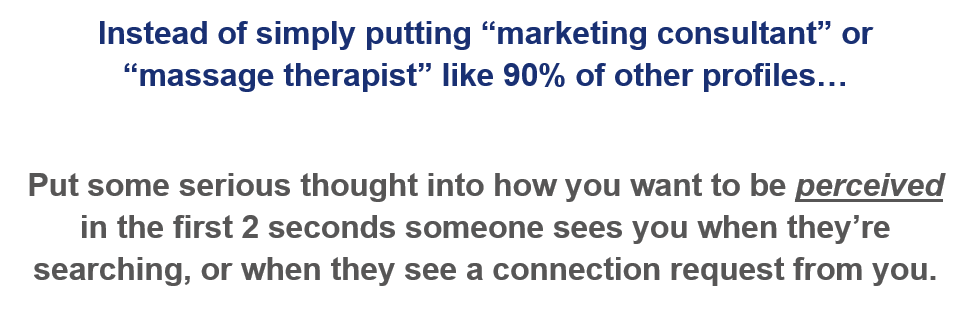 Instead of simply putting “marketing consultant” or
“massage therapist” like 90% of other profiles…
Put some serious thought into how you want to be perceived
in the first 2 seconds someone sees you when they’re
searching, or when they see a connection request from you.